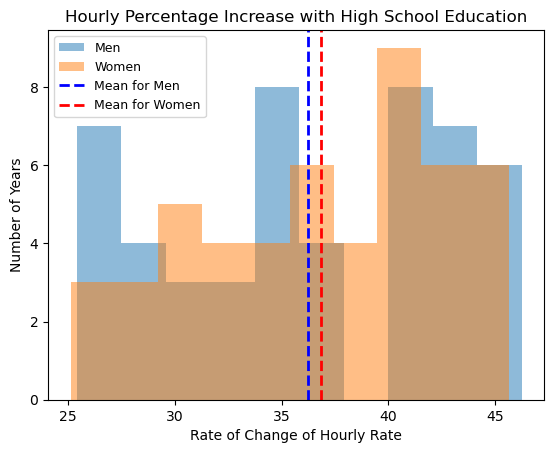 Hourly Percentage Increase with High School Education
Men
Women
Mean for Men
Mean for Women
Number of Years
8
6
4
2
0
25 30 35 40 45
Rate of Change of Hourly Rate